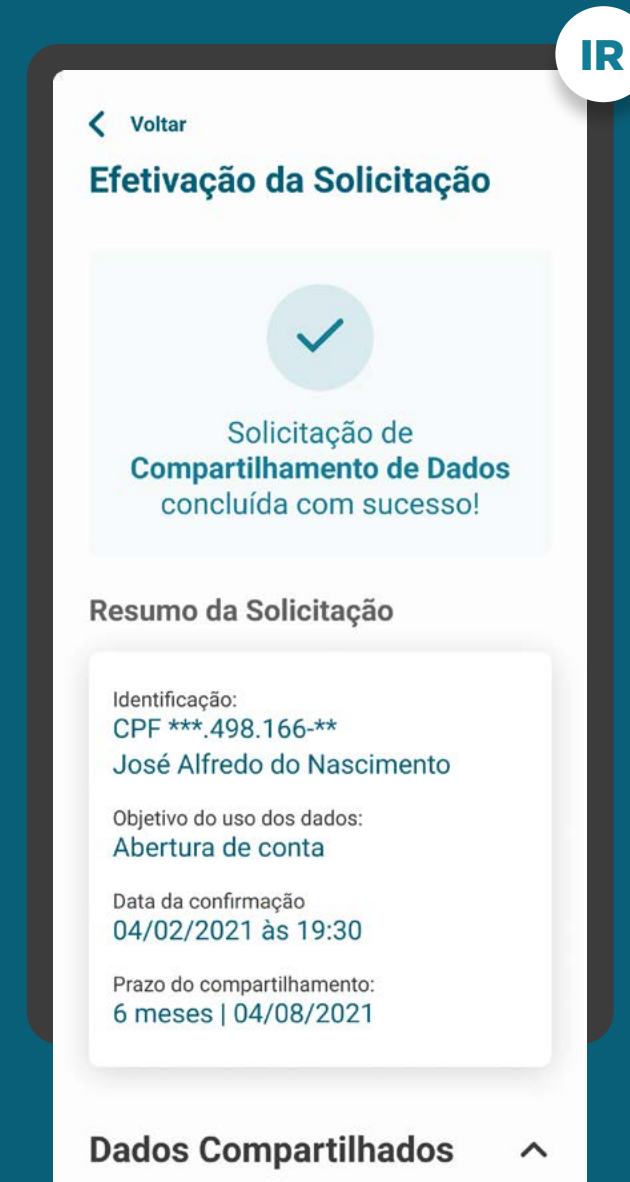 IR
Voltar
Efetivação da Solicitação
Solicitação de
Compartilhamento de Dados
concluída com sucesso!
Resumo da Solicitação
Identificação:
CPF ***.498.166-**
José Alfredo do Nascimento
Objetivo do uso dos dados:
Abertura de conta
Data da confirmação
04/02/2021 às 19:30
Prazo do compartilhamento:
6 meses | 04/08/2021
Dados Compartilhados